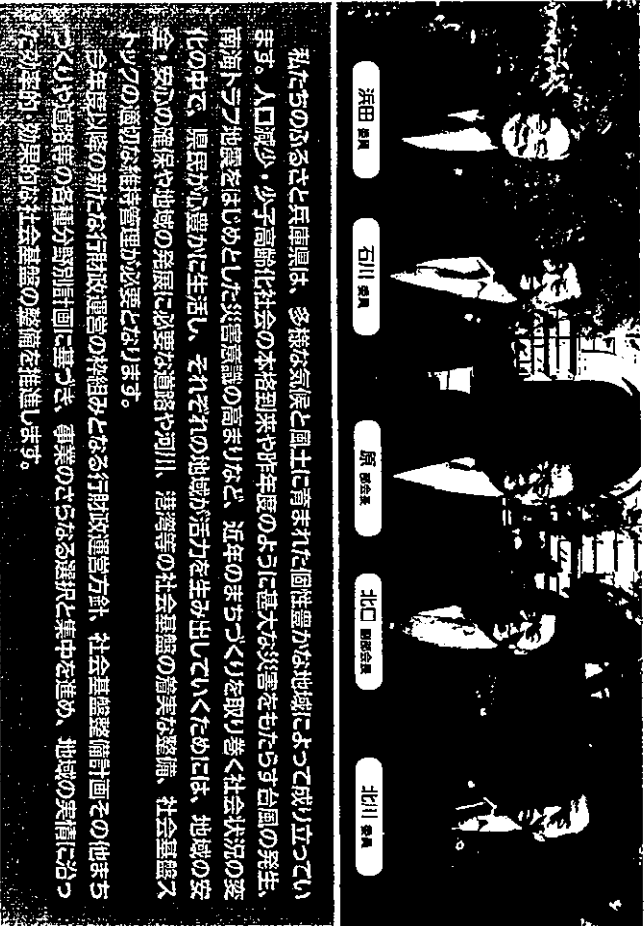 浜田 委員
石川 委員
原 部会長
北口 副部会長
北川 委員
私たちのふるさと兵庫県は、多様な気候と風土に育まれた個性豊かな地域によって成り立ってい
ます。人口減少・少子高齢化社会の本格到来や昨年度のように甚大な災害をもたらす台風の発生、
南海トラフ地震をはじめとした災害意識の高まりなど、近年のまちづくりを取り巻く社会状況の変
化の中で、県民が心豊かに生活し、それぞれの地域が活力を生み出していくためには、地域の安
全・安心の確保や地域の発展に必要な道路や河川、港湾等の社会基盤の着実な整備、社会基盤ス
トックの適切な維持管理が必要となります。
今年度以降の新たな行財政運営の枠組みとなる行財政運営方針、社会基盤整備計画その他まち
づくりや道路等の各種分野別計画に基づき、事業のさらなる選択と集中を進め、地域の実情に沿っ
た効率的・効果的な社会基盤の整備を推進します。